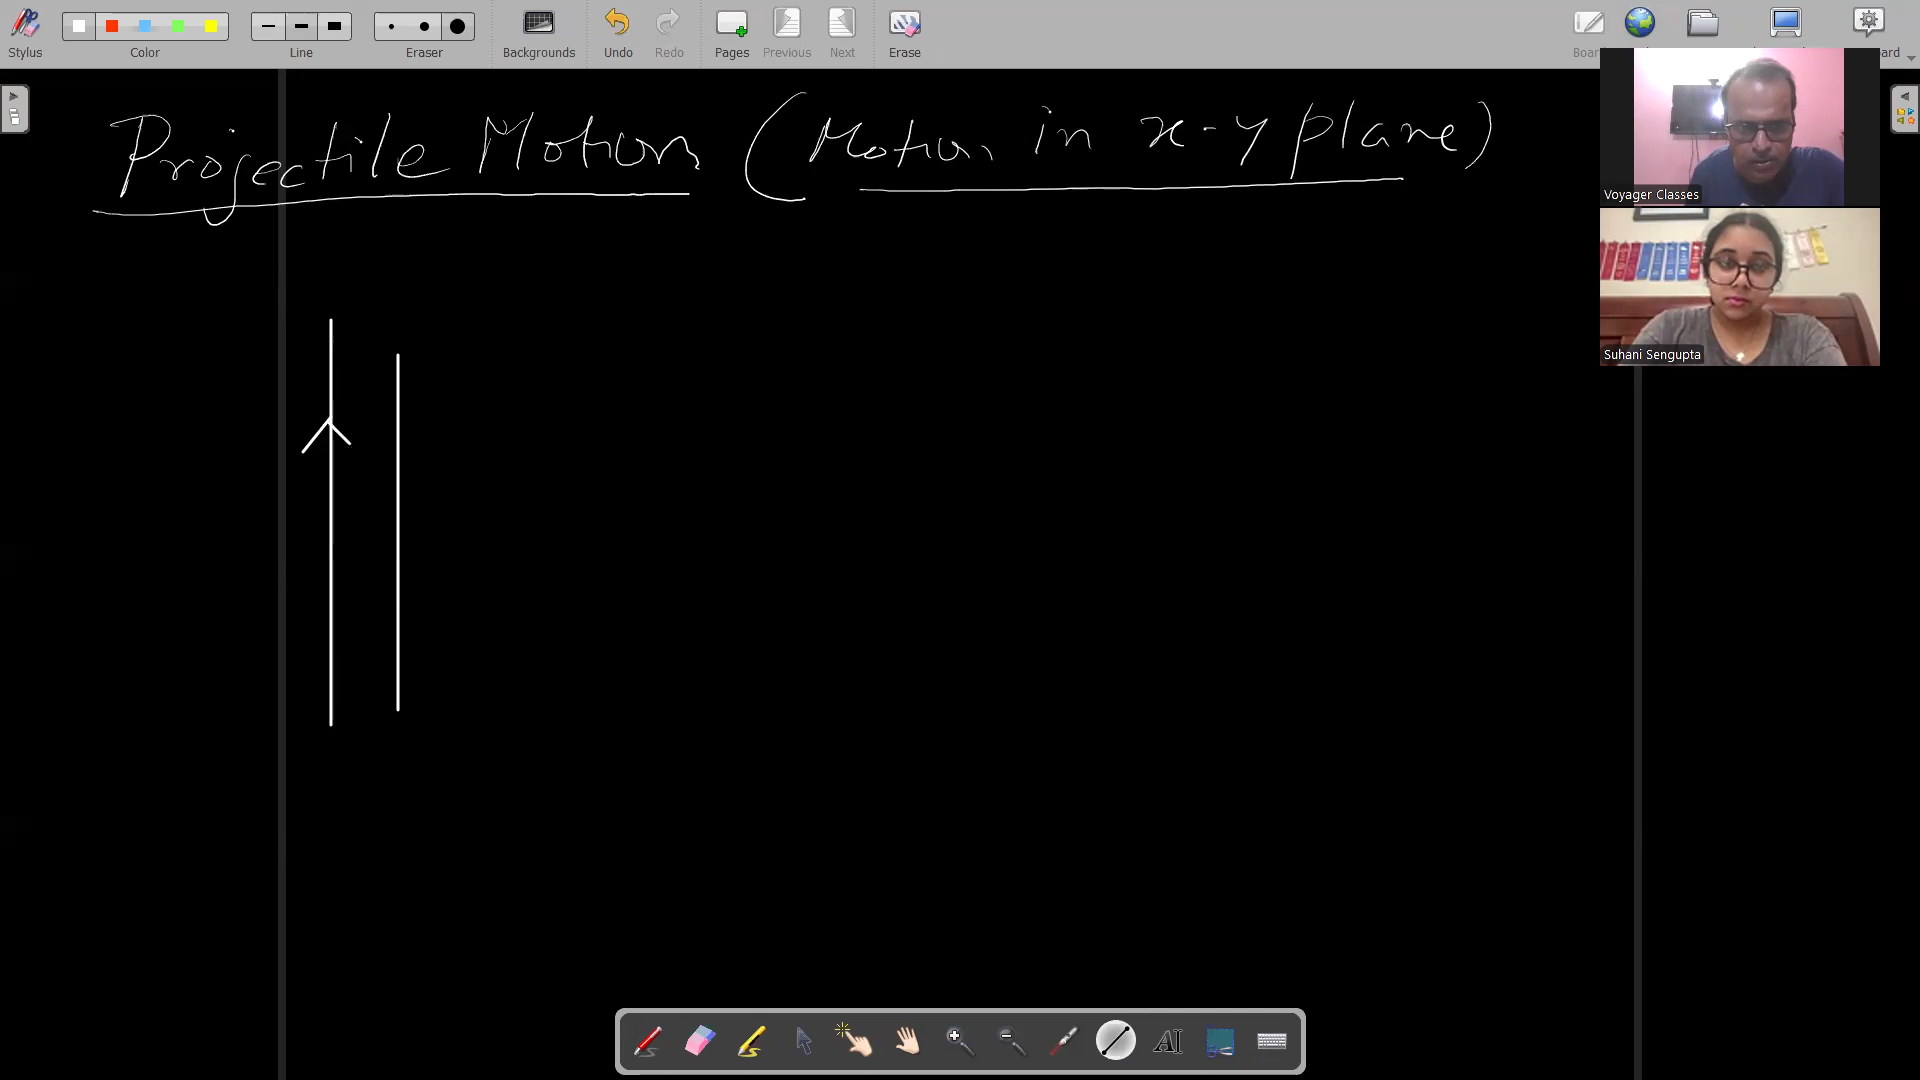 Stylus Color Line Eraser Backgrounds Undo Redo Pages Previous Next Erase
Projectile Motion (Motion in x-y plane)
Voyager Classes
Suhani Sengupta
AI